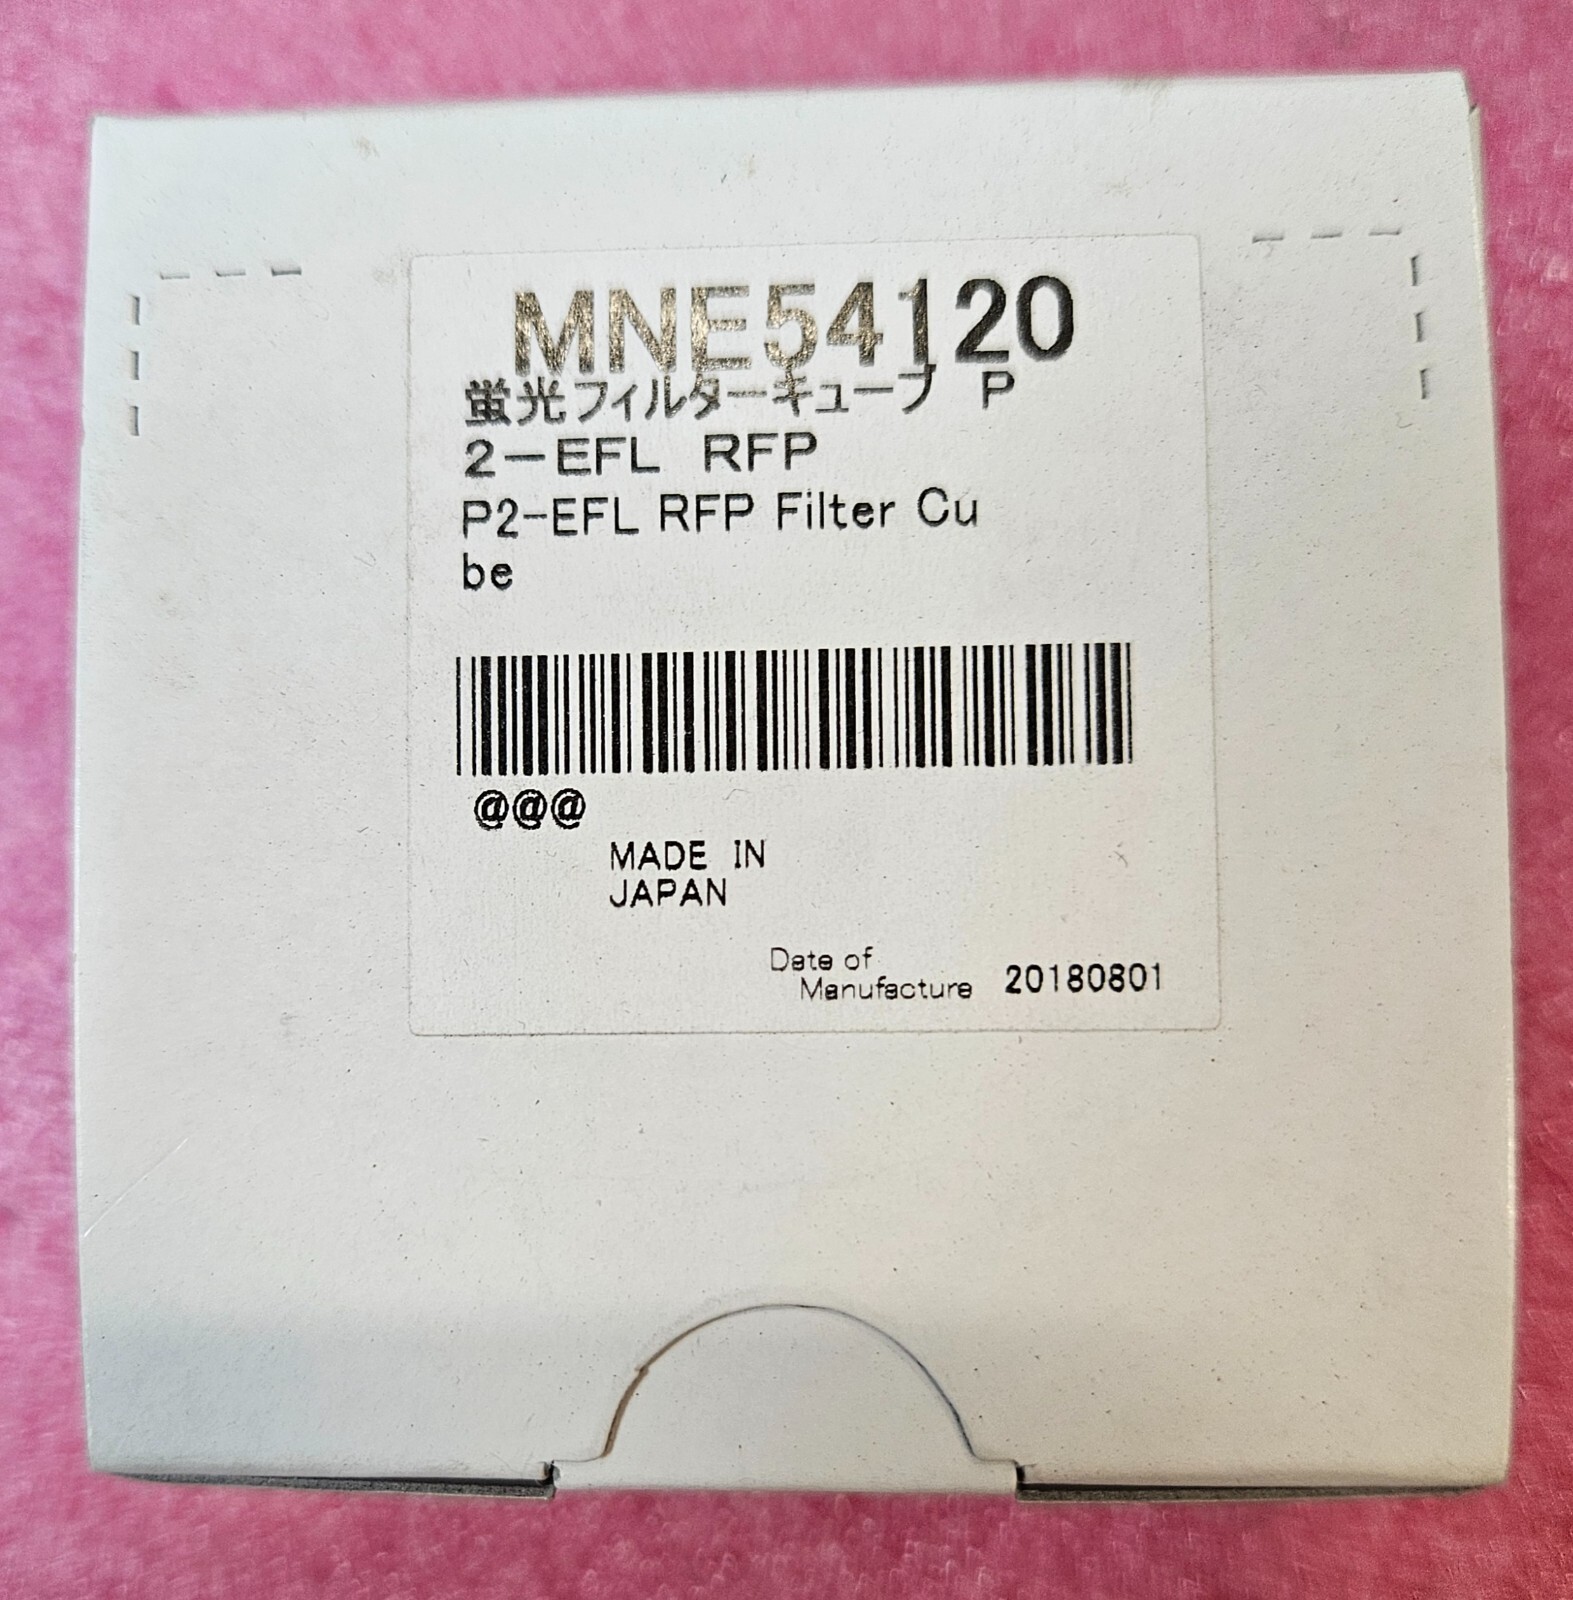 MNE54120
蛍光フィルターキューブ　P
2-EFL　RFP
P2-EFL RFP Filter Cu
be
@@@
MADE IN
JAPAN
Date of
Manufacture 20180801